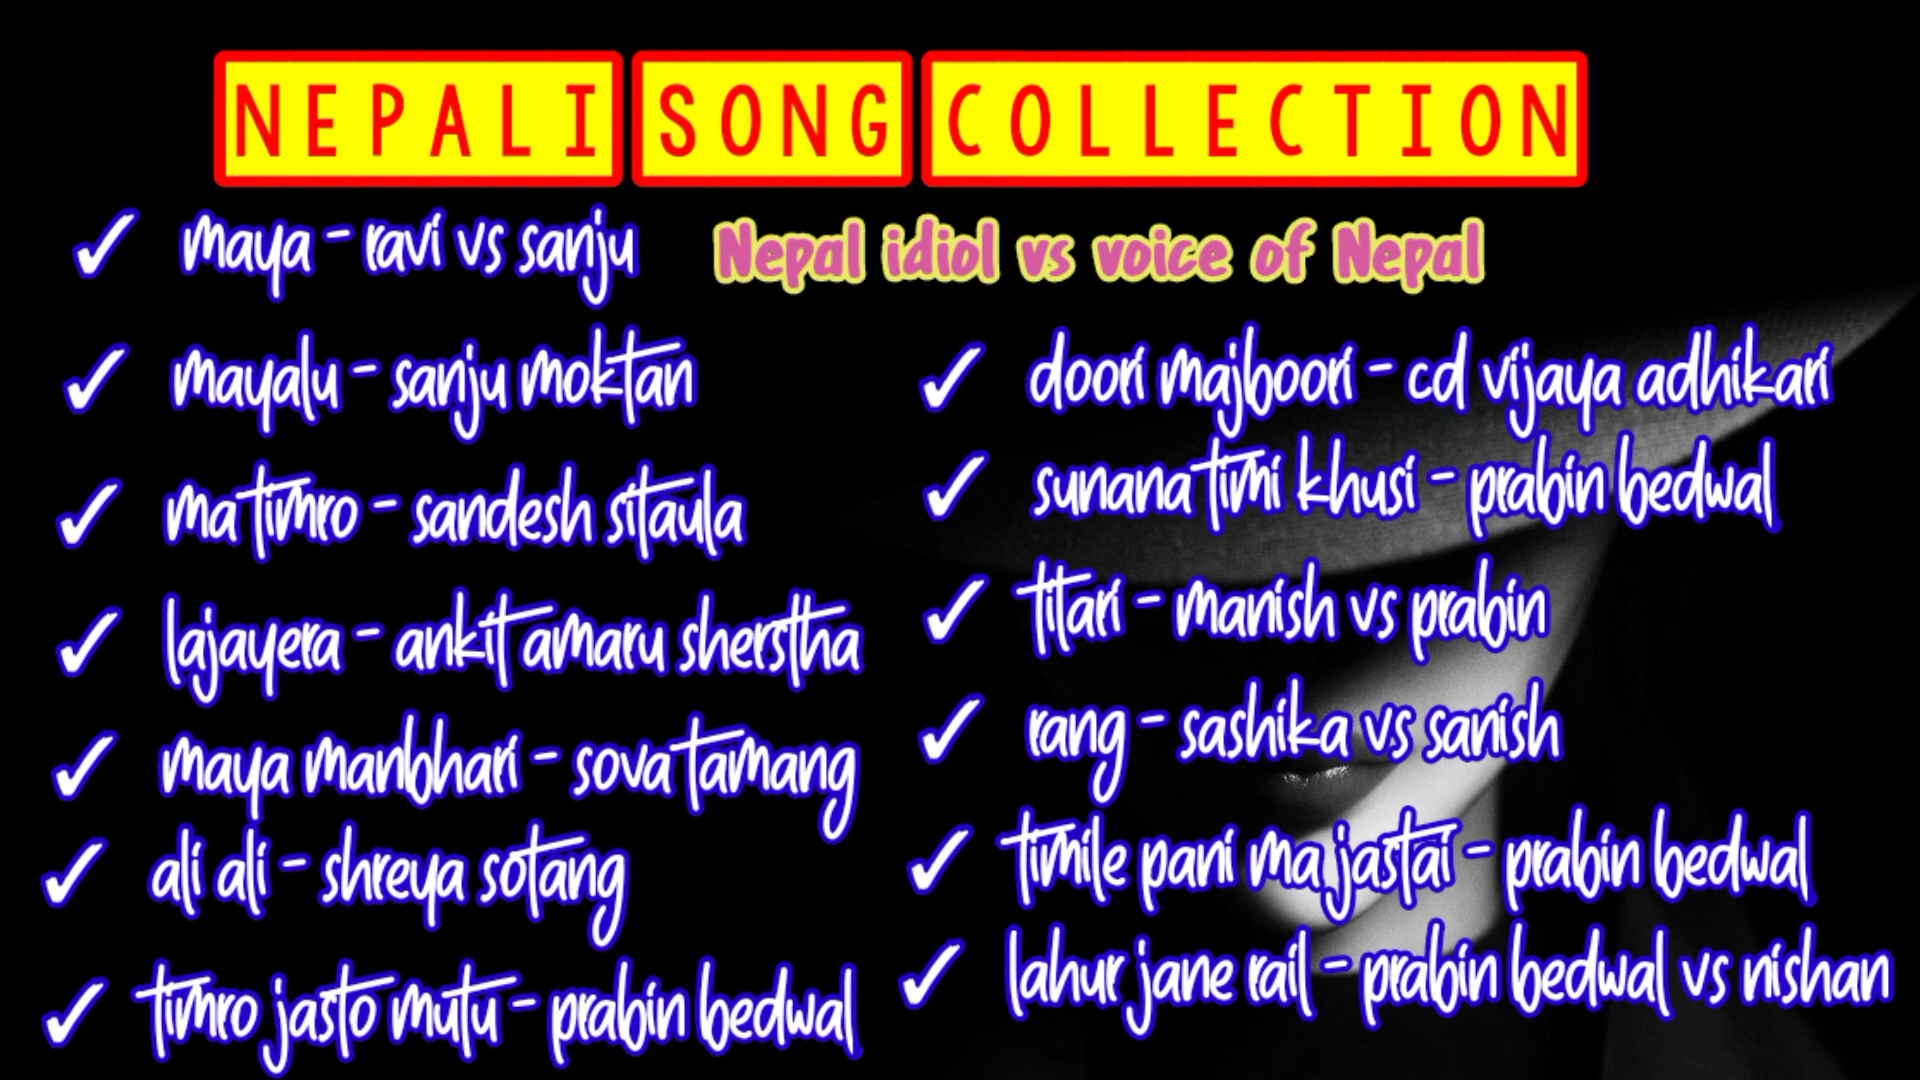 NEPALI SONG COLLECTION
✓ maya - ravi vs sanju
Nepal idiol vs voice of Nepal
✓ mayalu - sanju moktan
✓ ma timro - sandesh sitaula
✓ lajayera - ankit amaru sherstha
✓ maya manbhari - sova tamang
✓ ali ali - shreya sotang
✓ timro jasto mutu - prabin bedwal
✓ doori majboori - cd vijaya adhikari
✓ sunana timi khusi - prabin bedwal
✓ titari - manish vs prabin
✓ rang - sashika vs sanish
✓ timile pani ma jastai - prabin bedwal
✓ lahur jane rail - prabin bedwal vs nishan